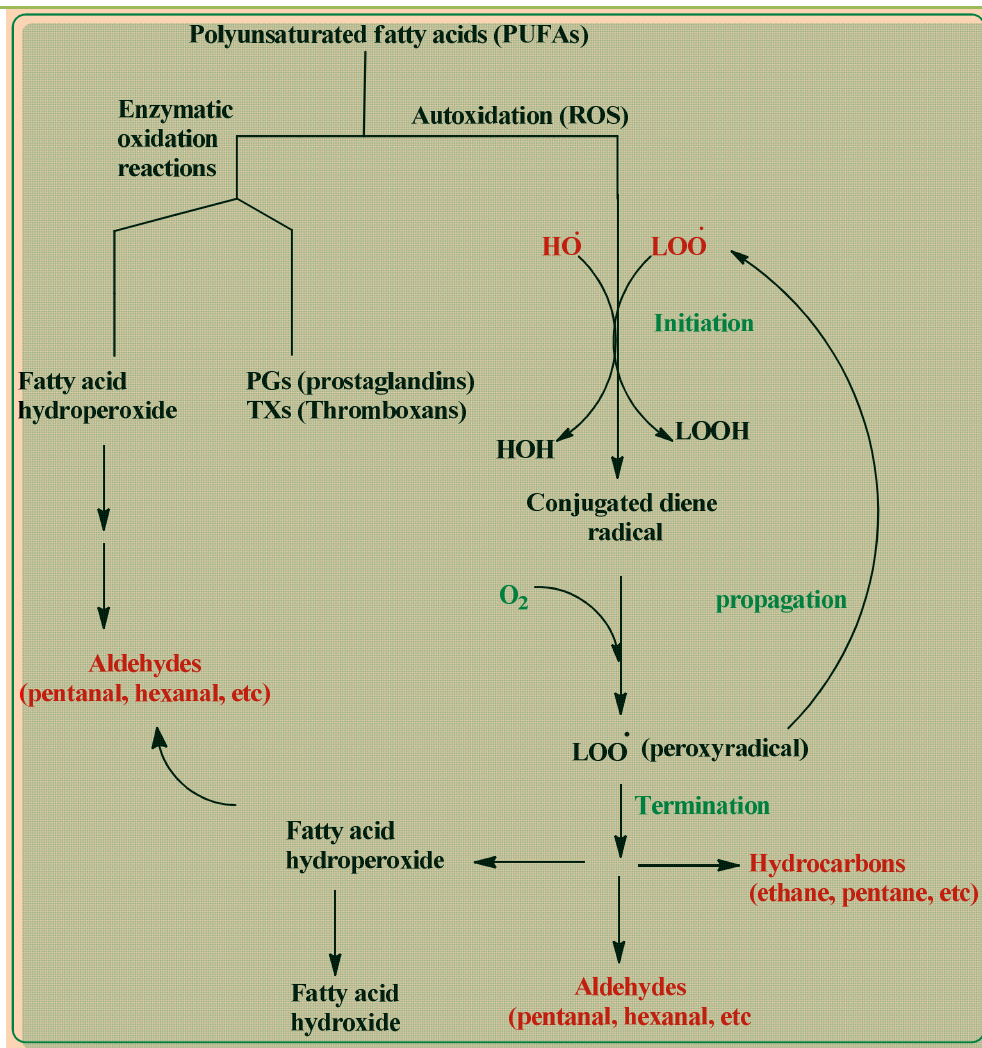 Polyunsaturated fatty acids (PUFAs)
Enzymatic
oxidation
reactions
Autoxidation (ROS)
HO•
LOO•
Initiation
Fatty acid
hydroperoxide
PGs (prostaglandins)
TXs (Thromboxans)
HOH
LOOH
Conjugated diene
radical
O2
propagation
Aldehydes
(pentanal, hexanal, etc)
LOO• (peroxyradical)
Termination
Fatty acid
hydroperoxide
Hydrocarbons
(ethane, pentane, etc)
Fatty acid
hydroxide
Aldehydes
(pentanal, hexanal, etc